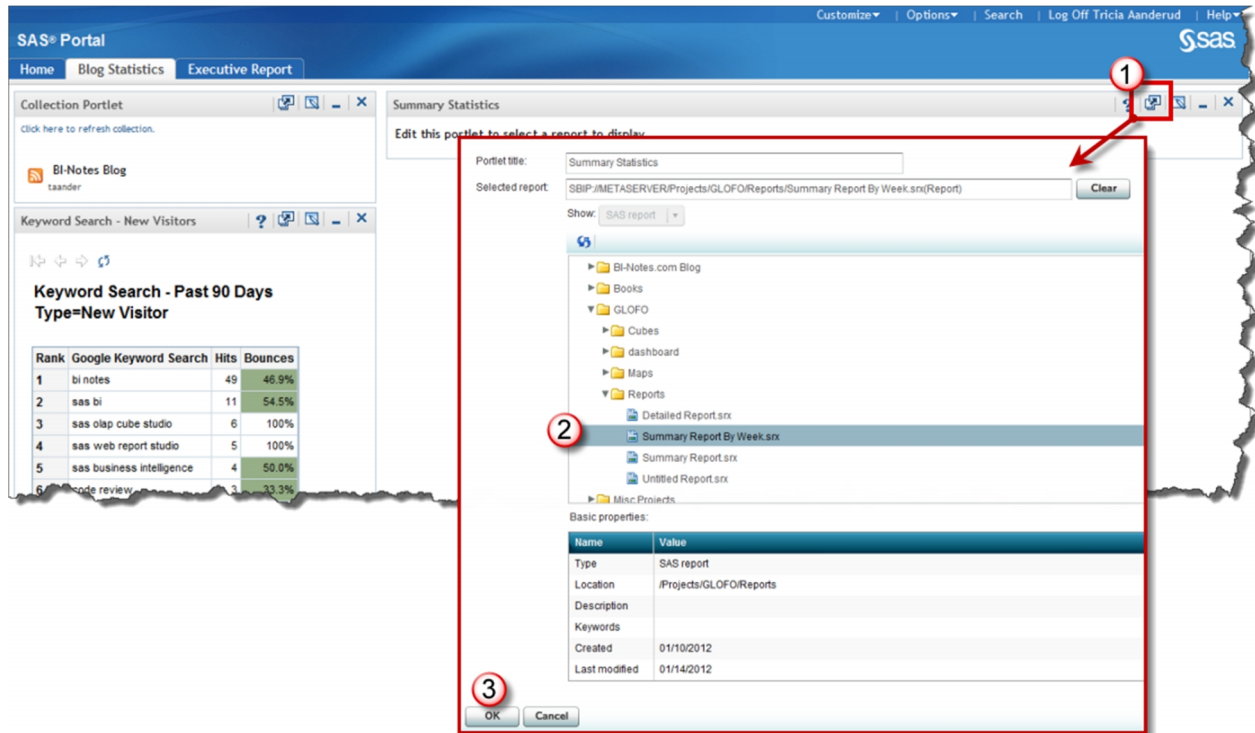 Customize | Options | Search | Log Off Tricia Aanderud | Help
SAS® Portal
sas
Home Blog Statistics Executive Report
1
Collection Portlet
Click here to refresh collection.
BI-Notes Blog
taander
Keyword Search - New Visitors
?
Keyword Search - Past 90 Days
Type=New Visitor
Rank Google Keyword Search Hits Bounces
1 bi notes 49 46.9%
2 sas bi 11 54.5%
3 sas olap cube studio 6 100%
4 sas web report studio 5 100%
5 sas business intelligence 4 50.0%
6 code review 3 33.3%
Summary Statistics
?
Edit this portlet to select a report to display
Portlet title: Summary Statistics
Selected report: SBIP://METASERVER/Projects/GLOFO/Reports/Summary Report By Week.srx(Report) Clear
Show: SAS report
BI-Notes.com Blog
Books
GLOFO
Cubes
dashboard
Maps
Reports
Detailed Report.srx
2
Summary Report By Week.srx
Summary Report.srx
Untitled Report.srx
Misc Projects
Basic properties:
Name Value
Type SAS report
Location /Projects/GLOFO/Reports
Description
Keywords
Created 01/10/2012
Last modified 01/14/2012
3
OK Cancel